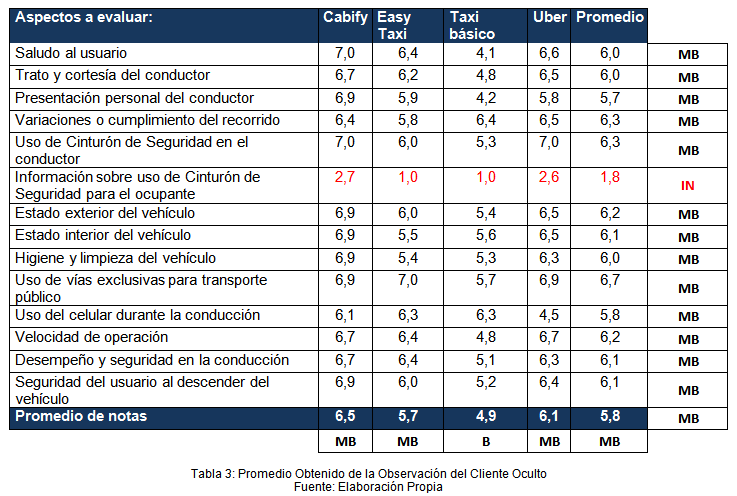 Aspectos a evaluar: Cabify Easy Taxi Taxi básico Uber Promedio
Saludo al usuario 7,0 6,4 4,1 6,6 6,0 MB
Trato y cortesía del conductor 6,7 6,2 4,8 6,5 6,0 MB
Presentación personal del conductor 6,9 5,9 4,2 5,8 5,7 MB
Variaciones o cumplimiento del recorrido 6,4 5,8 6,4 6,5 6,3 MB
Uso de Cinturón de Seguridad en el 7,0 6,0 5,3 7,0 6,3 MB
conductor
Información sobre uso de Cinturón de 2,7 1,0 1,0 2,6 1,8 IN
Seguridad para el ocupante
Estado exterior del vehículo 6,9 6,0 5,4 6,5 6,2 MB
Estado interior del vehículo 6,9 5,5 5,6 6,5 6,1 MB
Higiene y limpieza del vehículo 6,9 5,4 5,3 6,3 6,0 MB
Uso de vías exclusivas para transporte 6,9 7,0 5,7 6,9 6,7 MB
público
Uso del celular durante la conducción 6,1 6,3 6,3 4,5 5,8 MB
Velocidad de operación 6,7 6,4 4,8 6,7 6,2 MB
Desempeño y seguridad en la conducción 6,7 6,4 5,1 6,3 6,1 MB
Seguridad del usuario al descender del 6,9 6,0 5,2 6,4 6,1 MB
vehículo
Promedio de notas 6,5 5,7 4,9 6,1 5,8 MB
MB MB B MB MB
Tabla 3: Promedio Obtenido de la Observación del Cliente Oculto
Fuente: Elaboración Propia